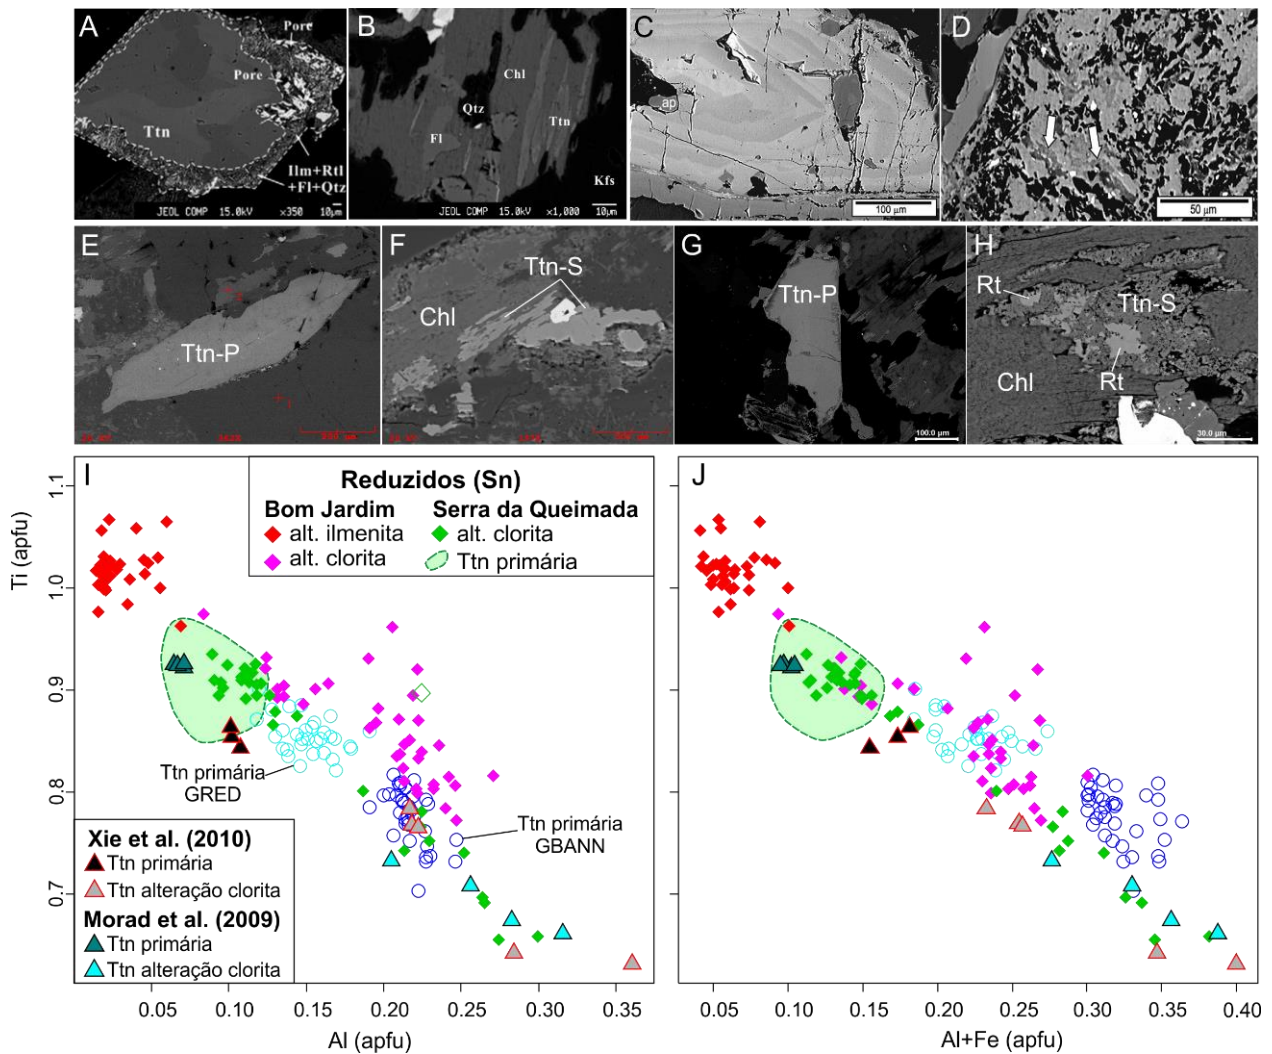 A
Pore
Pore
Ttn
Ilm+Rtl
+Fl+Qtz
JEOL COMP 15.0kV x350 10µm
B
Chl
Qtz
Fl
Ttn
Kfs
JEOL COMP 15.0kV x1,000 10µm
C
ap
100 µm
D
50 µm
E
Ttn-P
F
Ttn-S
Chl
G
Ttn-P
100.0 µm
H
Rt
Ttn-S
Chl
Rt
30.0 µm
I
Reduzidos (Sn)
Bom Jardim
alt. ilmenita
alt. clorita
Serra da Queimada
alt. clorita
Ttn primária
Ttn primária
GRED
Ttn primária
GBANN
Xie et al. (2010)
Ttn primária
Ttn alteração clorita
Morad et al. (2009)
Ttn primária
Ttn alteração clorita
Ti (apfu)
1.1
1.0
0.9
0.8
0.7
0.05 0.10 0.15 0.20 0.25 0.30 0.35
Al (apfu)
J
0.05 0.10 0.15 0.20 0.25 0.30 0.35 0.40
Al+Fe (apfu)